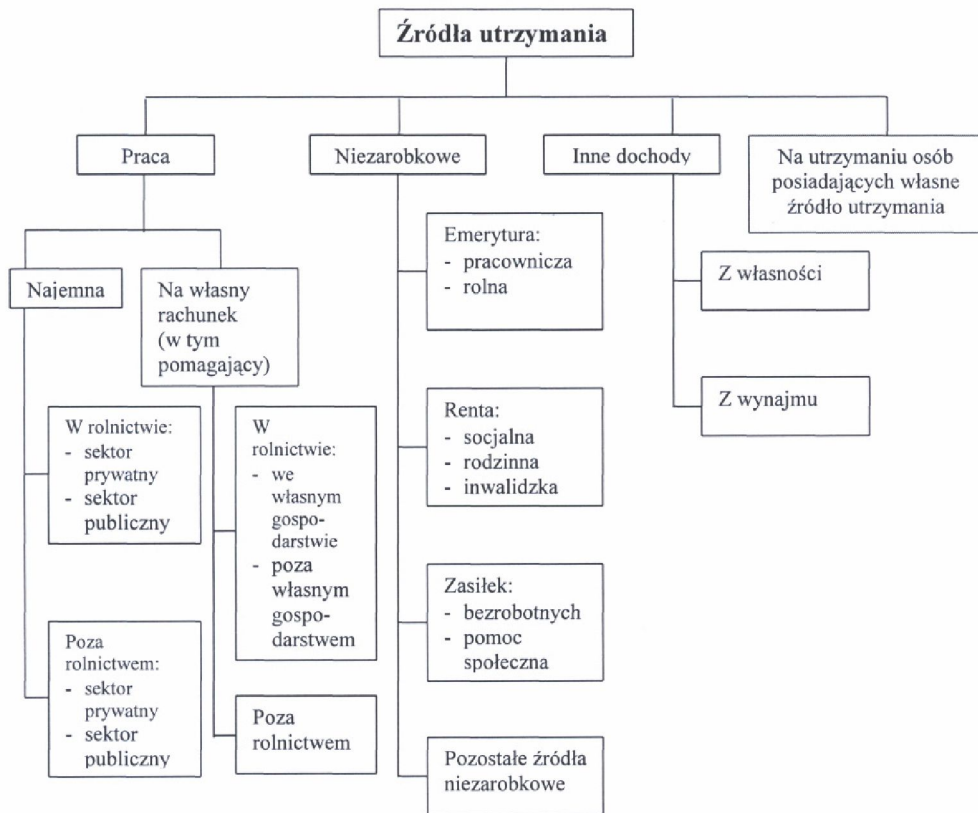 Źródła utrzymania
Praca
Niezarobkowe
Inne dochody
Na utrzymaniu osób
posiadających własne
źródło utrzymania
Najemna
Na własny
rachunek
(w tym
pomagający)
W rolnictwie:
- sektor
prywatny
- sektor
publiczny
Poza
rolnictwem:
- sektor
prywatny
- sektor
publiczny
W
rolnictwie:
- we
własnym
gospo-
darstwie
- poza
własnym
gospo-
darstwem
Poza
rolnictwem
Emerytura:
- pracownicza
- rolna
Renta:
- socjalna
- rodzinna
- inwalidzka
Zasiłek:
- bezrobotnych
- pomoc
społeczna
Pozostałe źródła
niezarobkowe
Z własności
Z wynajmu